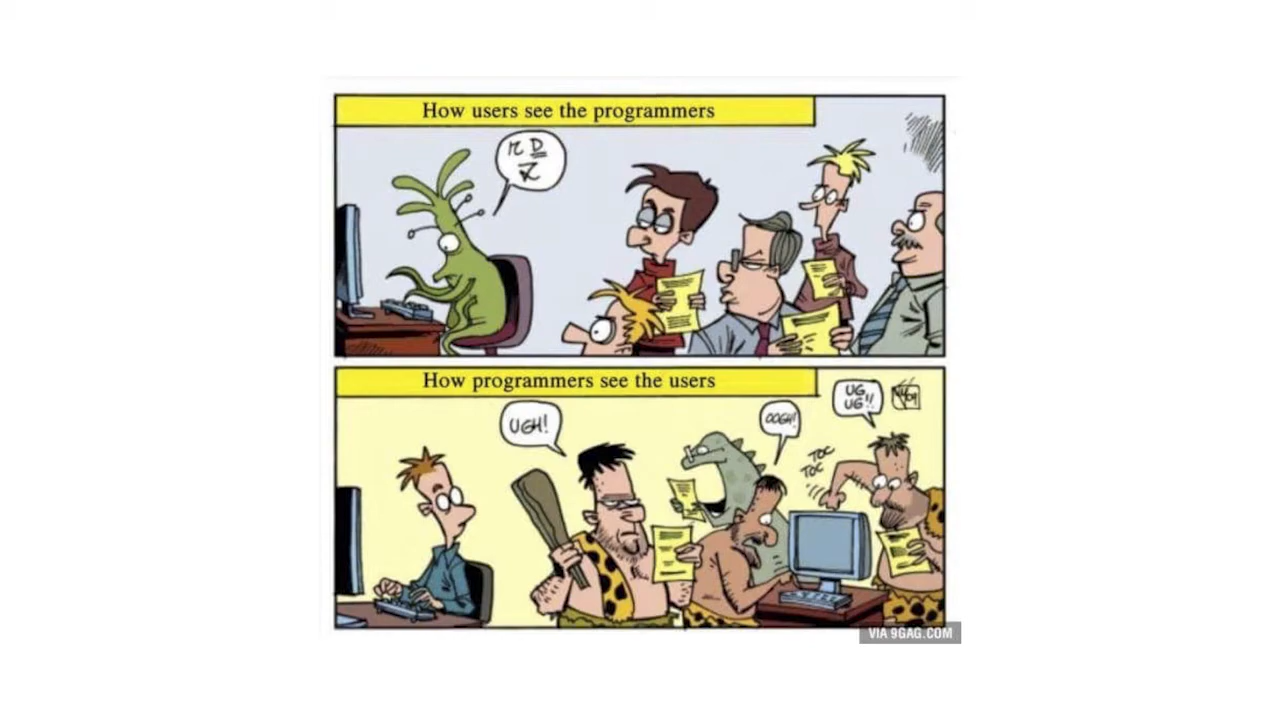 How users see the programmers
How programmers see the users
UGH!
OOGH!
UG
UG!!
TOC
TOC
VIA 9GAG.COM